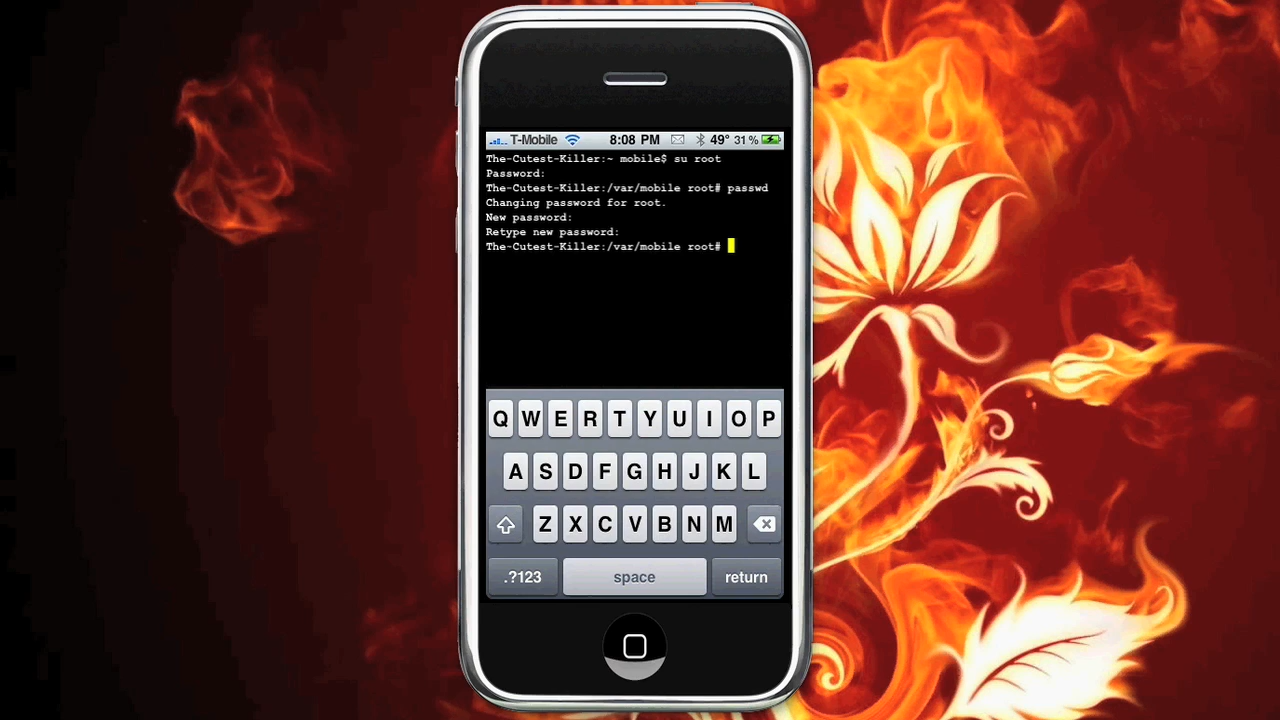 T-Mobile 8:08 PM 49° 31%
The-Cutest-Killer:~ mobile$ su root
Password:
The-Cutest-Killer:/var/mobile root# passwd
Changing password for root.
New password:
Retype new password:
The-Cutest-Killer:/var/mobile root#
Q W E R T Y U I O P
A S D F G H J K L
Z X C V B N M
.?123 space return